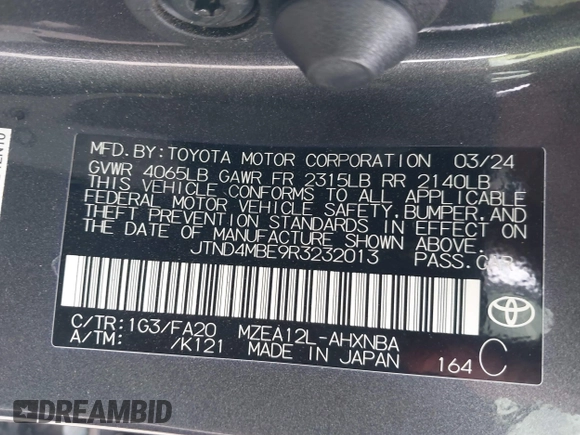 MFD.BY:TOYOTA MOTOR CORPORATION 03/24
GVWR 4065LB GAWR FR 2315LB RR 2140LB
THIS VEHICLE CONFORMS TO ALL APPLICABLE
FEDERAL MOTOR VEHICLE SAFETY,BUMPER,AND
THEFT PREVENTION STANDARDS IN EFFECT ON
THE DATE OF MANUFACTURE SHOWN ABOVE.
JTND4MBE9R3232013 PASS.CAR
C/TR:1G3/FA20 MZEA12L-AHXNBA
A/TM: /K121 MADE IN JAPAN 164 C
DREAMBID